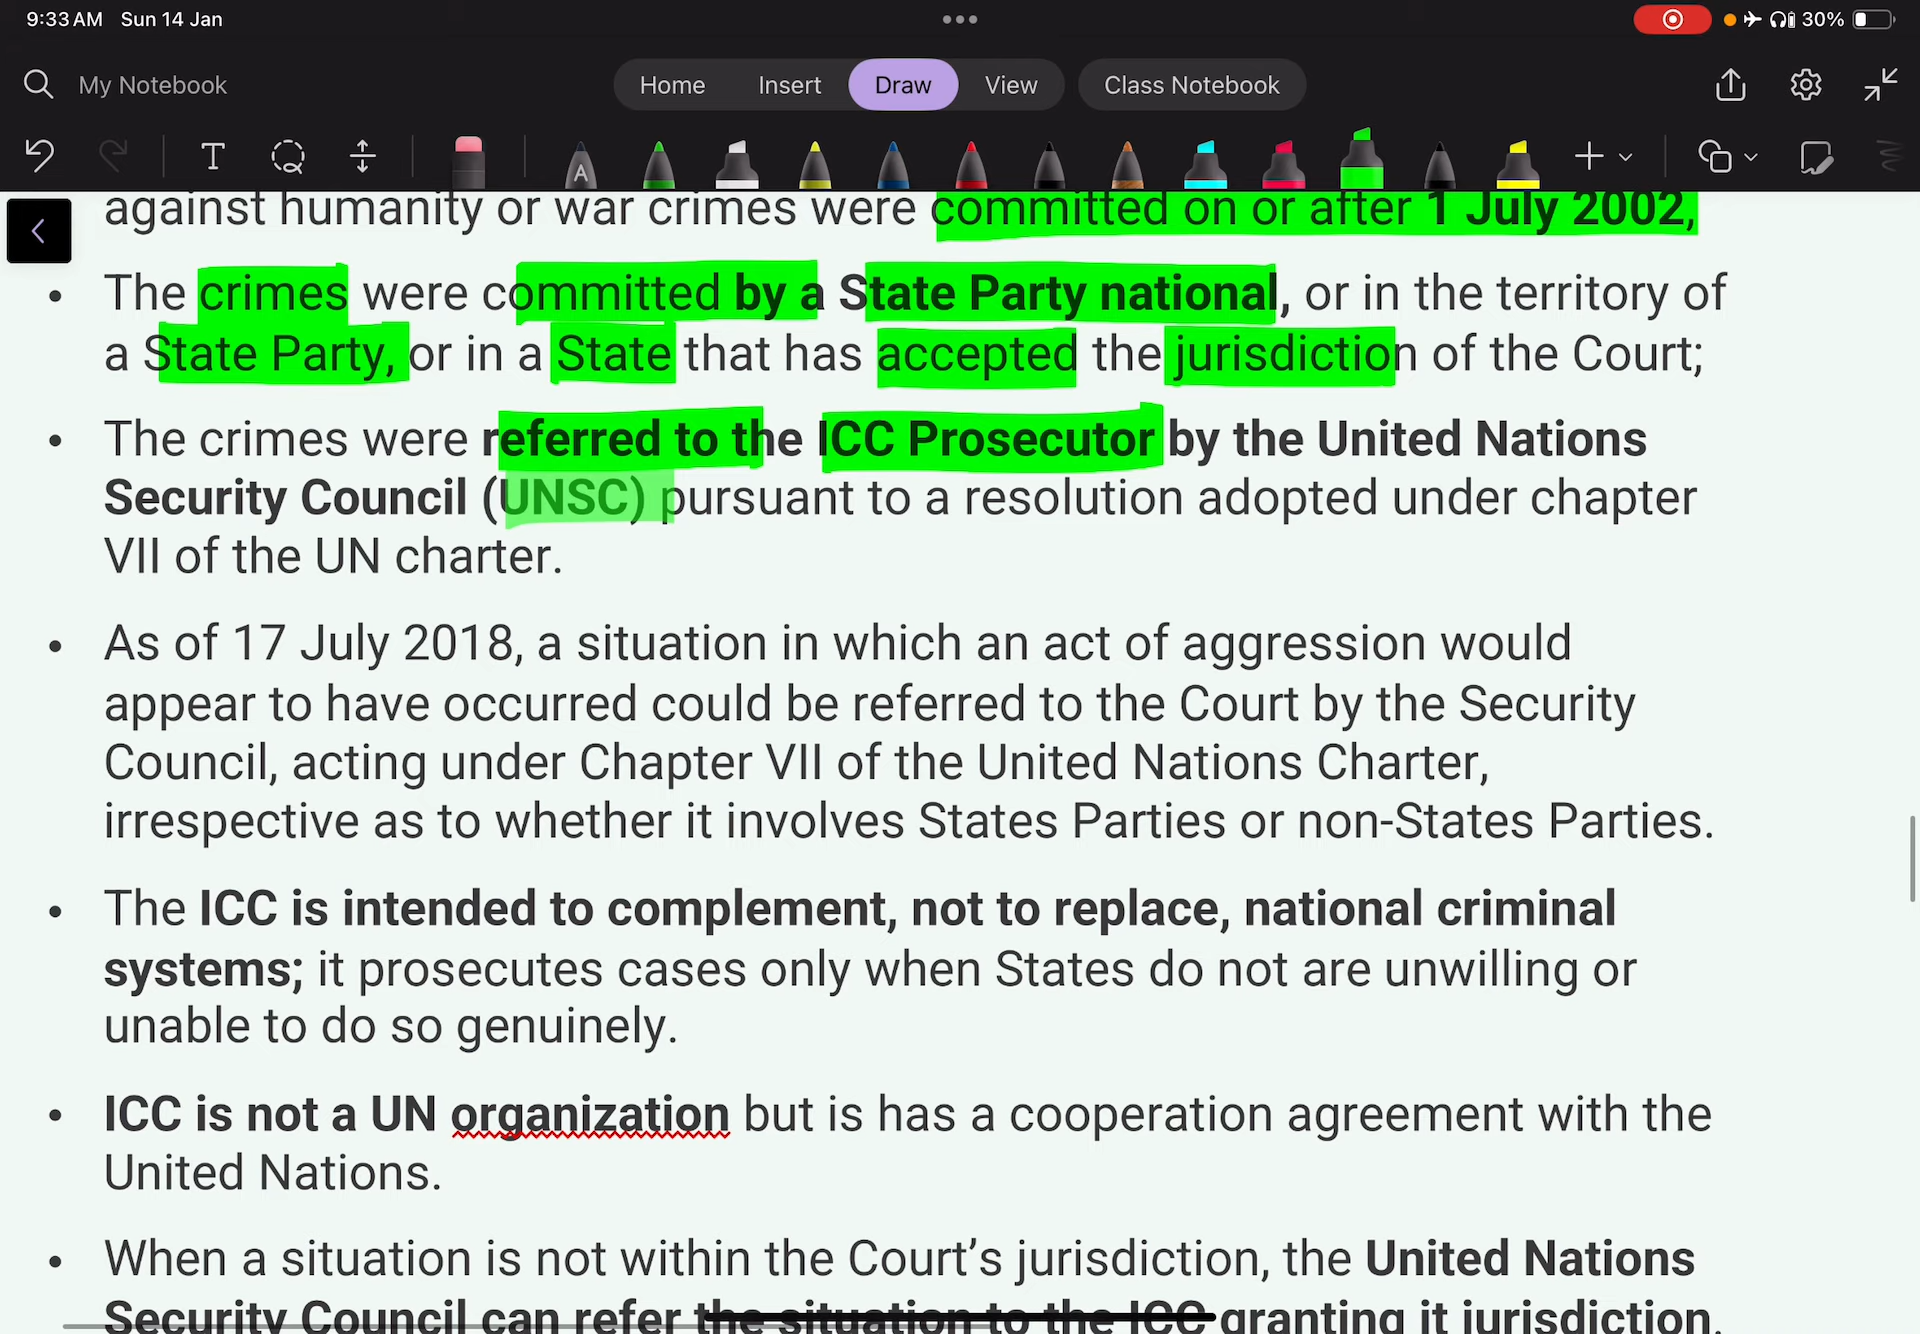 9:33 AM Sun 14 Jan
30%
My Notebook
Home Insert Draw View Class Notebook
T
A
against humanity or war crimes were committed on or after 1 July 2002,
• The crimes were committed by a State Party national, or in the territory of
a State Party, or in a State that has accepted the jurisdiction of the Court;
• The crimes were referred to the ICC Prosecutor by the United Nations
Security Council (UNSC) pursuant to a resolution adopted under chapter
VII of the UN charter.
• As of 17 July 2018, a situation in which an act of aggression would
appear to have occurred could be referred to the Court by the Security
Council, acting under Chapter VII of the United Nations Charter,
irrespective as to whether it involves States Parties or non-States Parties.
• The ICC is intended to complement, not to replace, national criminal
systems; it prosecutes cases only when States do not are unwilling or
unable to do so genuinely.
• ICC is not a UN organization but is has a cooperation agreement with the
United Nations.
• When a situation is not within the Court's jurisdiction, the United Nations
Security Council can refer the situation to the ICC granting it jurisdiction.